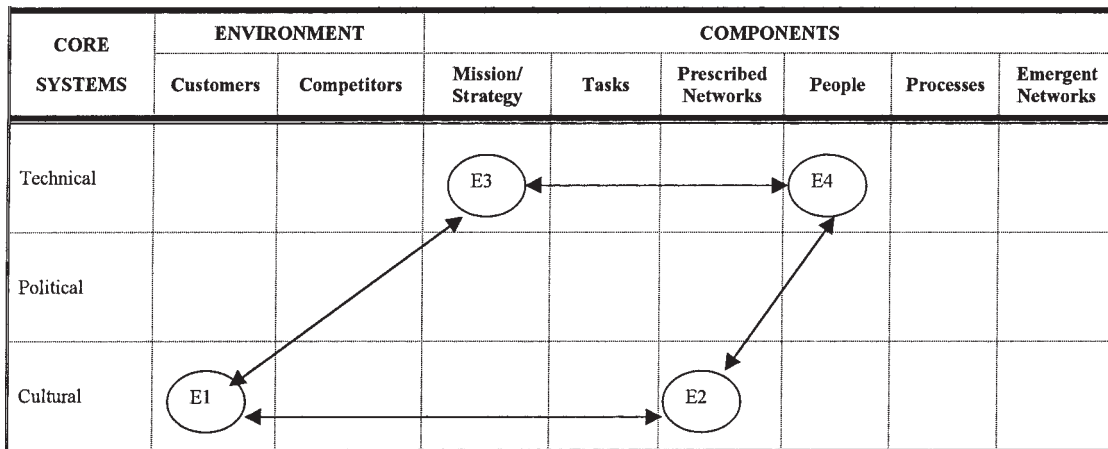 CORE
SYSTEMS
ENVIRONMENT
COMPONENTS
Customers
Competitors
Mission/
Strategy
Tasks
Prescribed
Networks
People
Processes
Emergent
Networks
Technical
E3
E4
Political
Cultural
E1
E2